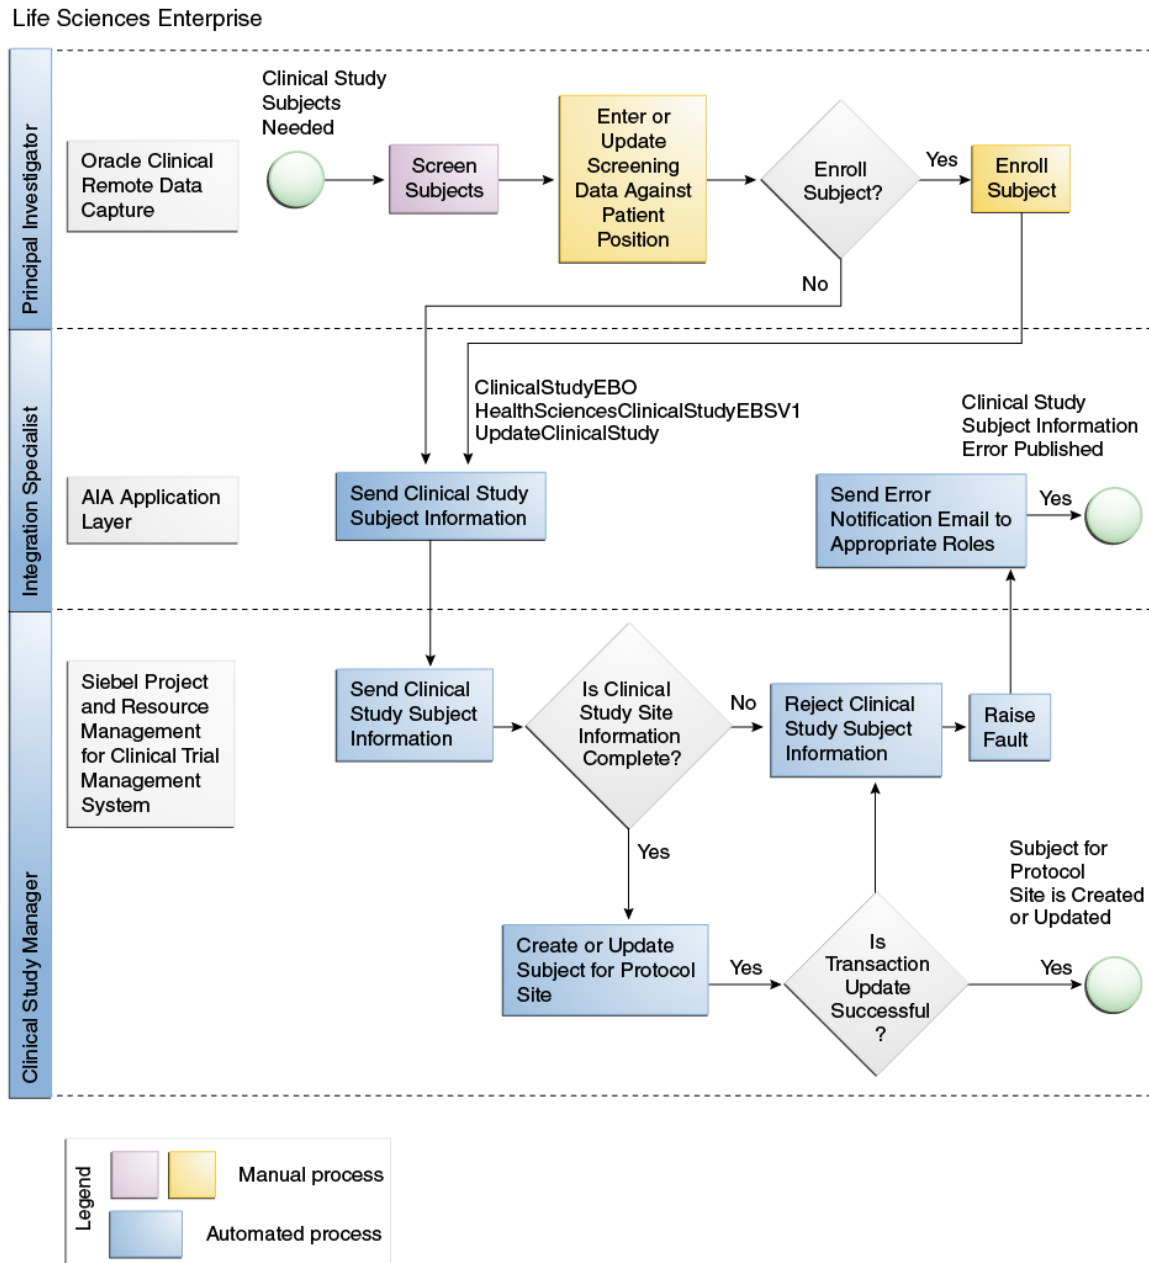 Life Sciences Enterprise
Principal Investigator
Oracle Clinical
Remote Data
Capture
Clinical Study
Subjects
Needed
Screen
Subjects
Enter or
Update
Screening
Data Against
Patient
Position
Enroll
Subject?
Yes
Enroll
Subject
No
Integration Specialist
AIA Application
Layer
ClinicalStudyEBO
HealthSciencesClinicalStudyEBSV1
UpdateClinicalStudy
Send Clinical Study
Subject Information
Clinical Study
Subject Information
Error Published
Send Error
Notification Email to
Appropriate Roles
Yes
Clinical Study Manager
Siebel Project
and Resource
Management
for Clinical Trial
Management
System
Send Clinical
Study Subject
Information
Is Clinical
Study Site
Information
Complete?
No
Reject Clinical
Study Subject
Information
Raise
Fault
Yes
Create or Update
Subject for Protocol
Site
Yes
Is
Transaction
Update
Successful
?
Yes
Subject for
Protocol
Site is Created
or Updated
Legend
Manual process
Automated process